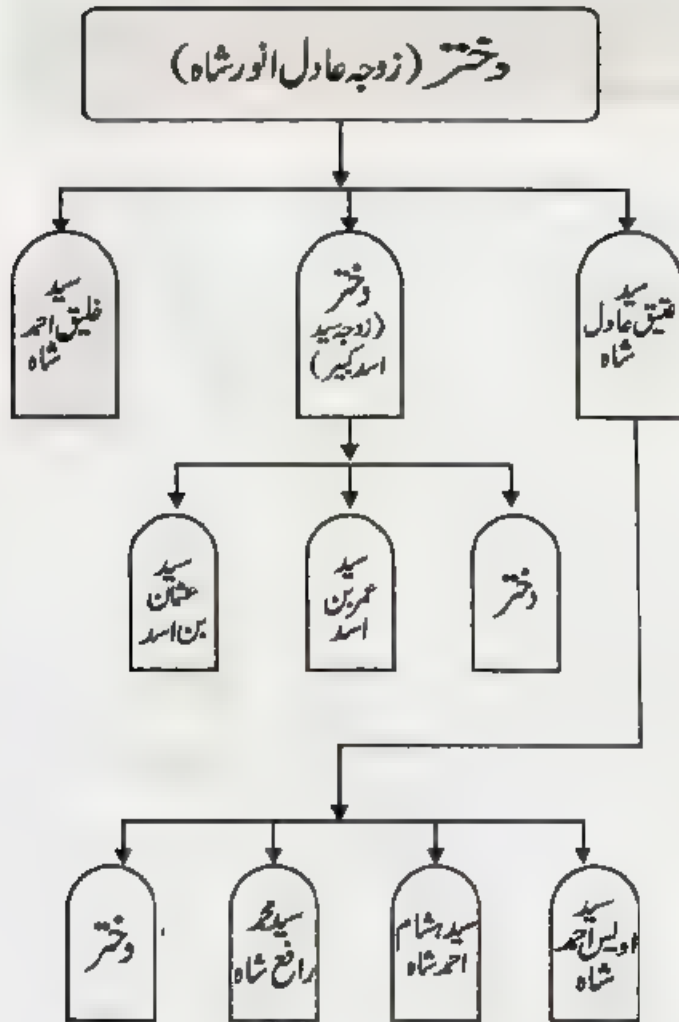 دختر (زوجہ عادل انور شاہ)
سید
عتیق عادل
شاہ
دختر
(زوجہ سید
اسد کبیر)
سید
خلیق احمد
شاہ
دختر
سید
عمر بن
اسد
سید
عثمان
بن اسد
سید
اویس احمد
شاہ
سید ہشام
احمد شاہ
سید محمد
رافع شاہ
دختر